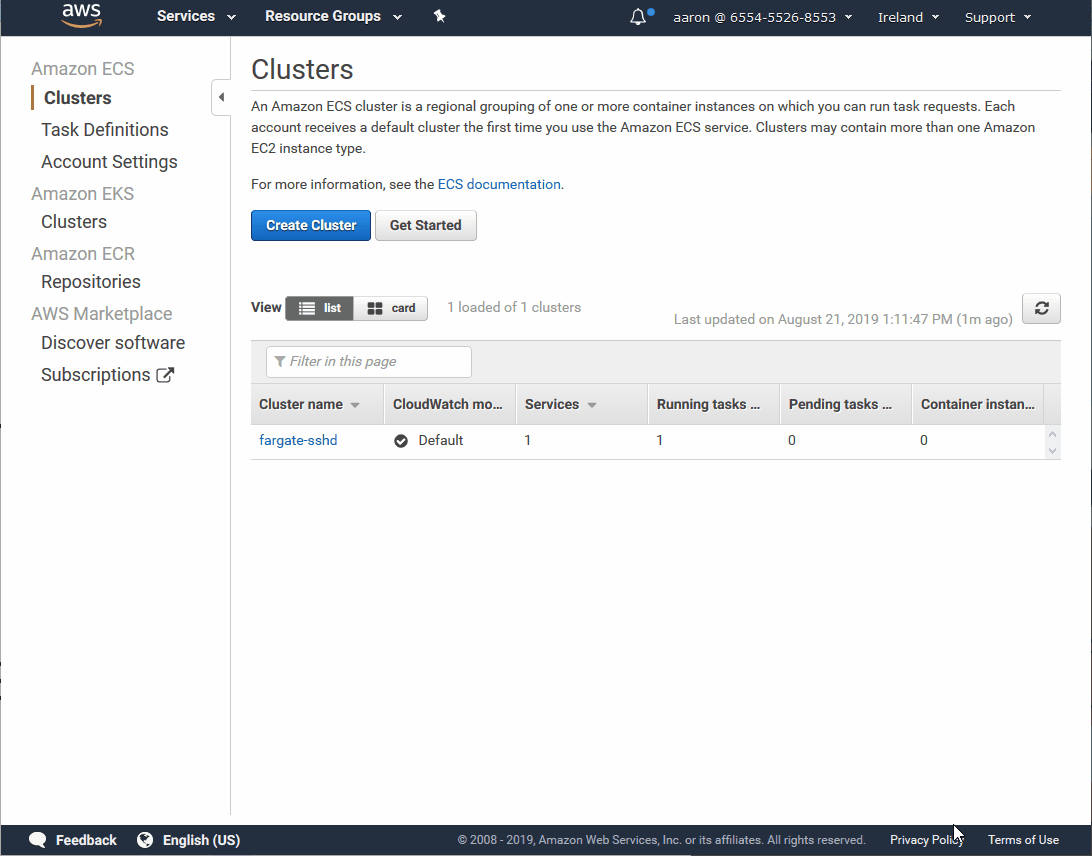 aws
Services
Resource Groups
aaron @ 6554-5526-8553
Ireland
Support
Amazon ECS
Clusters
Task Definitions
Account Settings
Amazon EKS
Clusters
Amazon ECR
Repositories
AWS Marketplace
Discover software
Subscriptions
Clusters
An Amazon ECS cluster is a regional grouping of one or more container instances on which you can run task requests. Each
account receives a default cluster the first time you use the Amazon ECS service. Clusters may contain more than one Amazon
EC2 instance type.
For more information, see the ECS documentation.
Create Cluster
Get Started
View list card 1 loaded of 1 clusters
Last updated on August 21, 2019 1:11:47 PM (1m ago)
Filter in this page
Cluster name CloudWatch mo... Services Running tasks ... Pending tasks ... Container instan...
fargate-sshd Default 1 1 0 0
Feedback English (US) © 2008 - 2019, Amazon Web Services, Inc. or its affiliates. All rights reserved. Privacy Policy Terms of Use